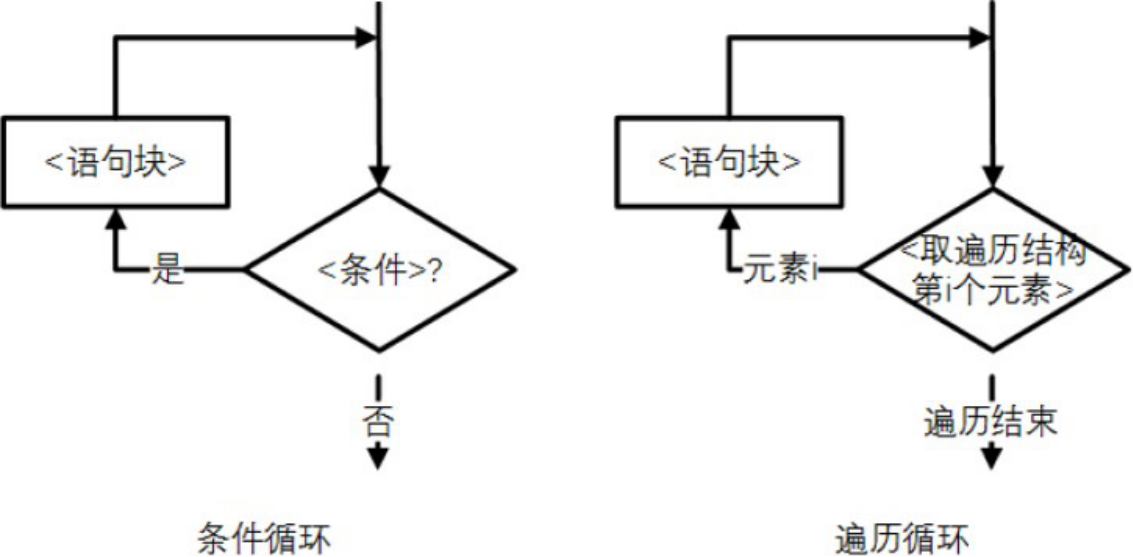 <语句块>
是
<条件>?
否
条件循环
<语句块>
元素i
<取遍历结构
第i个元素>
遍历结束
遍历循环